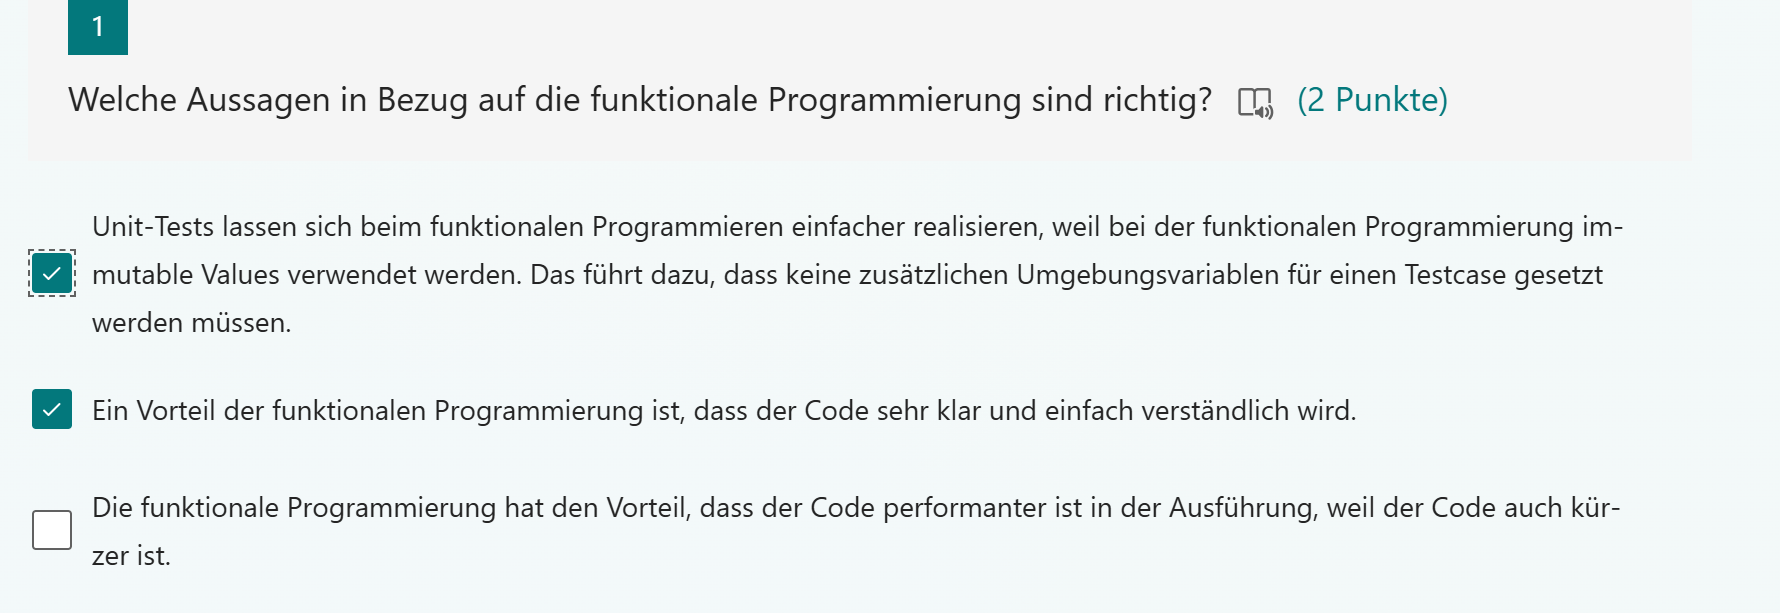 1
Welche Aussagen in Bezug auf die funktionale Programmierung sind richtig? (2 Punkte)
Unit-Tests lassen sich beim funktionalen Programmieren einfacher realisieren, weil bei der funktionalen Programmierung im-
mutable Values verwendet werden. Das führt dazu, dass keine zusätzlichen Umgebungsvariablen für einen Testcase gesetzt
werden müssen.
Ein Vorteil der funktionalen Programmierung ist, dass der Code sehr klar und einfach verständlich wird.
Die funktionale Programmierung hat den Vorteil, dass der Code performanter ist in der Ausführung, weil der Code auch kür-
zer ist.